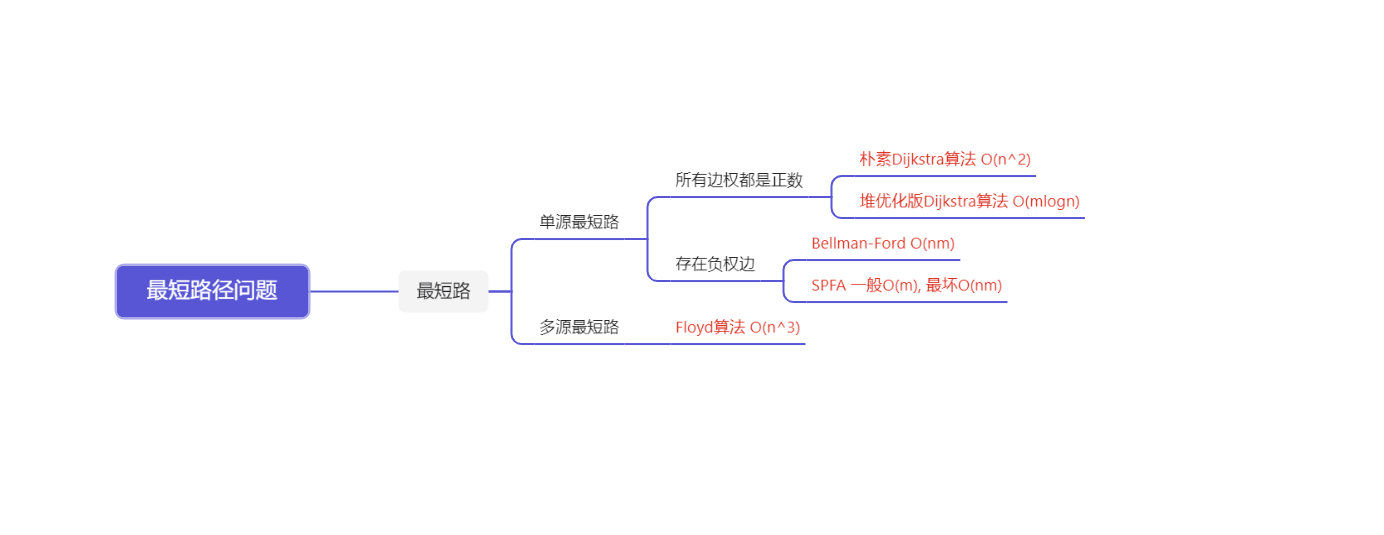 最短路径问题
最短路
单源最短路
所有边权都是正数
朴素Dijkstra算法 O(n^2)
堆优化版Dijkstra算法 O(mlogn)
存在负权边
Bellman-Ford O(nm)
SPFA 一般O(m), 最坏O(nm)
多源最短路
Floyd算法 O(n^3)